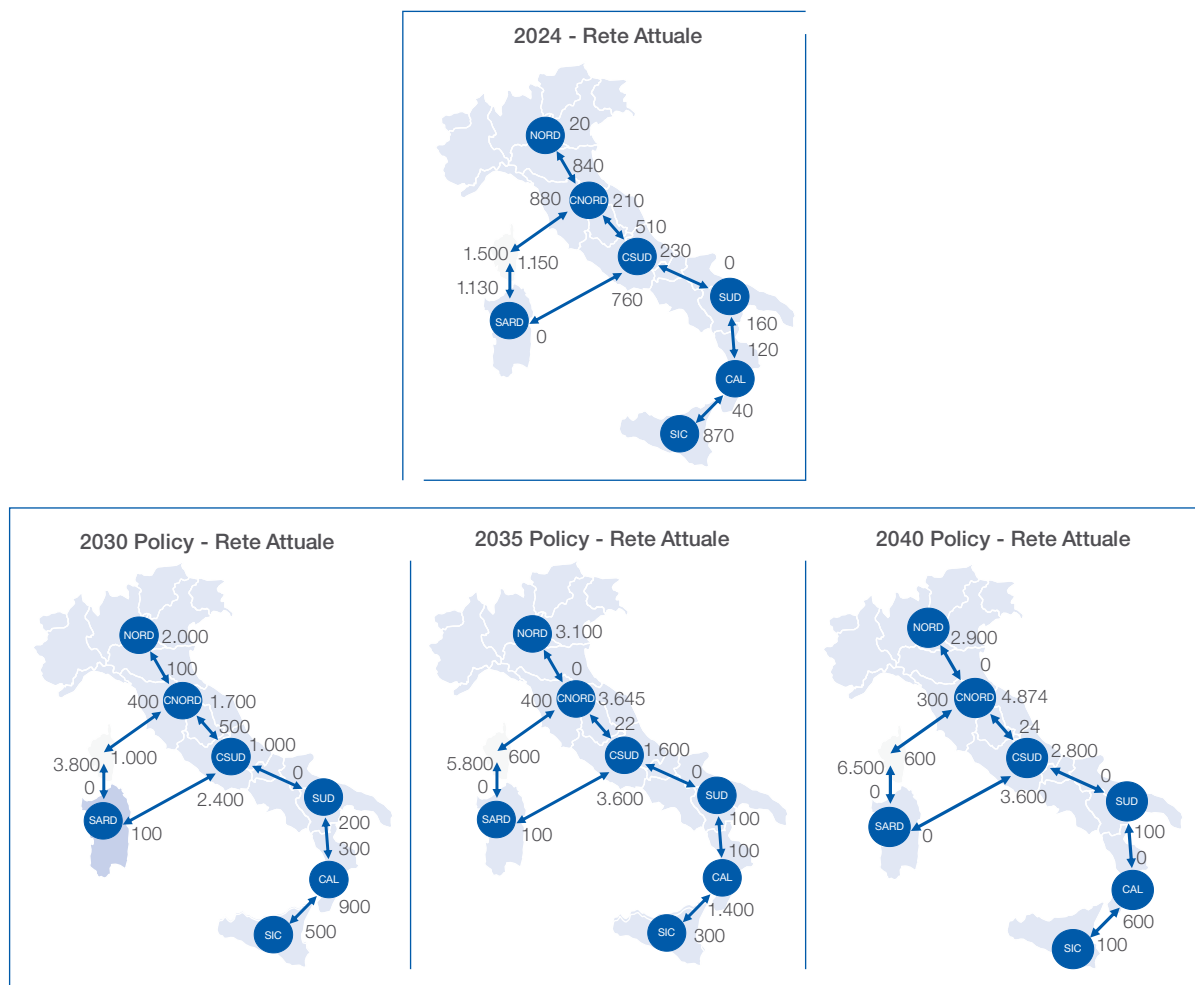 2024 - Rete Attuale
NORD
20
840
880
CNORD
210
510
1.500
1.150
CSUD
230
0
1.130
760
SUD
SARD
0
160
120
CAL
40
SIC
870
2030 Policy - Rete Attuale
NORD
2.000
100
400
CNORD
1.700
500
3.800
1.000
CSUD
1.000
0
0
2.400
SUD
SARD
100
200
300
CAL
900
SIC
500
2035 Policy - Rete Attuale
NORD
3.100
0
400
CNORD
3.645
22
5.800
600
CSUD
1.600
0
0
3.600
SUD
SARD
100
100
100
CAL
1.400
SIC
300
2040 Policy - Rete Attuale
NORD
2.900
0
300
CNORD
4.874
24
6.500
600
CSUD
2.800
0
0
3.600
SUD
SARD
0
100
0
CAL
600
SIC
100